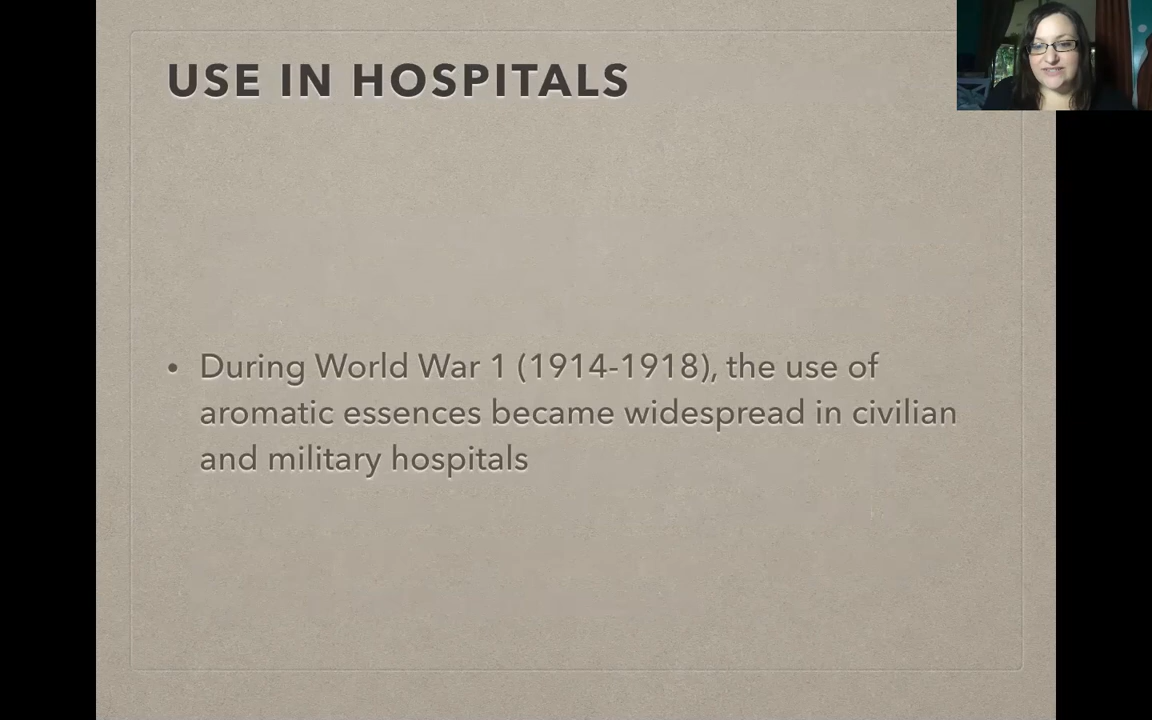 USE IN HOSPITALS
• During World War 1 (1914-1918), the use of
aromatic essences became widespread in civilian
and military hospitals